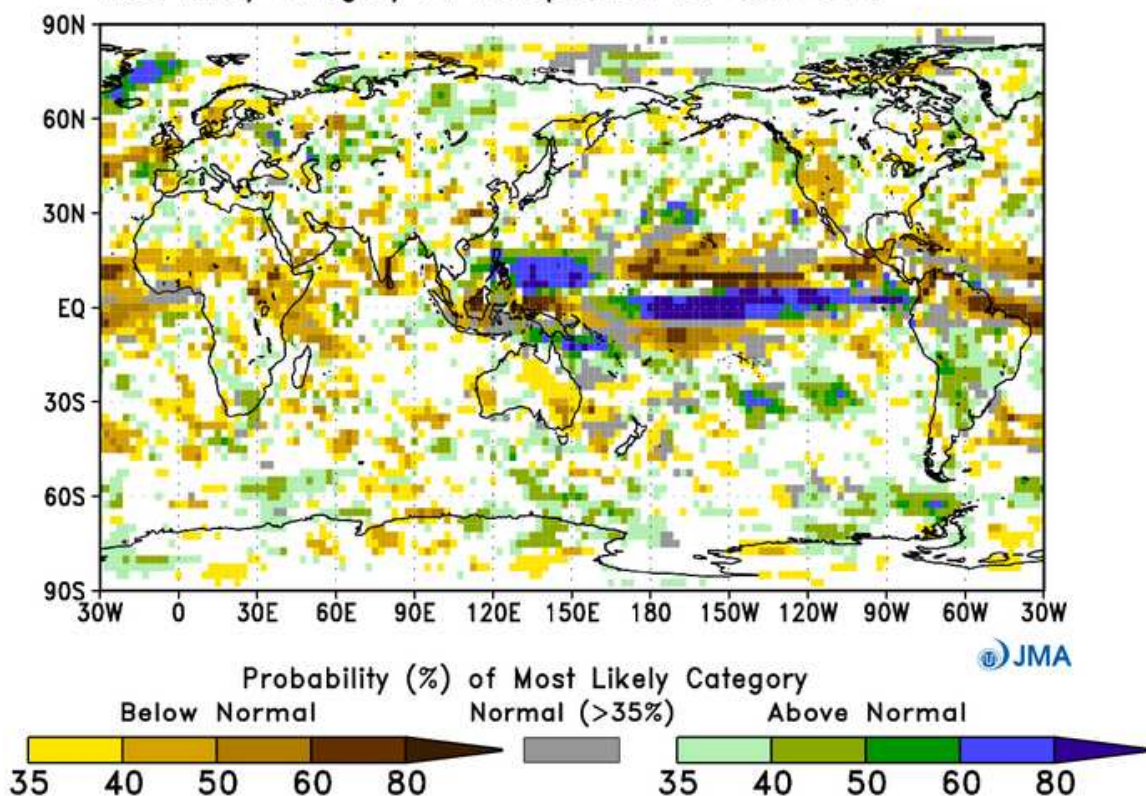 90N
60N
30N
EQ
30S
60S
90S
30W 0 30E 60E 90E 120E 150E 180 150W 120W 90W 60W 30W
JMA
Probability (%) of Most Likely Category
Below Normal Normal (>35%) Above Normal
35 40 50 60 80 35 40 50 60 80